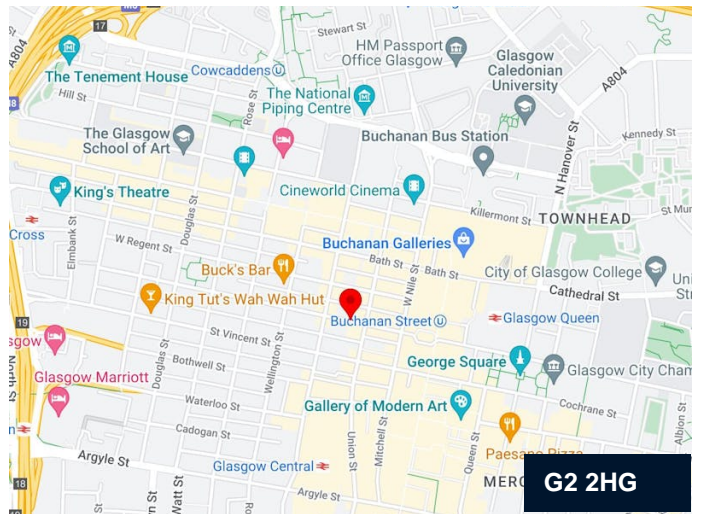 17
Stewart St
A804
HM Passport
Office Glasgow
Glasgow
Caledonian
University
A804
The Tenement House
Cowcaddens
Hill St
Rose St
The National
Piping Centre
Kennedy St
The Glasgow
School of Art
Buchanan Bus Station
N Hanover St
King's Theatre
Cineworld Cinema
Douglas St
Killermont St
TOWNHEAD
St Mun
Cross
Elmbank St
W Regent St
Buchanan Galleries
Buck's Bar
Bath St
Bath St
City of Glasgow College
Uni
Str
W Nile St
Cathedral St
King Tut's Wah Wah Hut
Buchanan Street
Glasgow Queen
19
St Vincent St
sgow
George Square
Glasgow City Cham
Bothwell St
Douglas St
Wellington St
Glasgow Marriott
North St
Waterloo St
Gallery of Modern Art
Cochrane St
Cadogan St
Union St
Mitchell St
Queen St
Albion St
n
Paesano Pizza
Argyle St
Glasgow Central
MERC
G2 2HG
18
Argyle St
Watt St